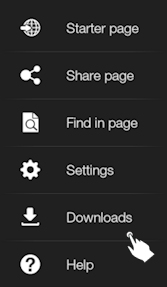 Starter page
Share page
Find in page
Settings
Downloads
Help